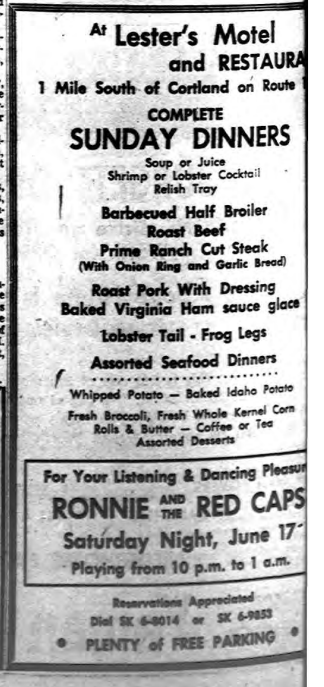 At Lester's Motel
and RESTAURA
1 Mile South of Cortland on Route 1
COMPLETE
SUNDAY DINNERS
Soup or Juice
Shrimp or Lobster Cocktail
Relish Tray
Barbecued Half Broiler
Roast Beef
Prime Ranch Cut Steak
(With Onion Ring and Garlic Bread)
Roast Pork With Dressing
Baked Virginia Ham sauce glace
Lobster Tail - Frog Legs
Assorted Seafood Dinners
Whipped Potato — Baked Idaho Potato
Fresh Broccoli, Fresh Whole Kernel Corn
Rolls & Butter — Coffee or Tea
Assorted Desserts
For Your Listening & Dancing Pleasur
RONNIE AND THE RED CAPS
Saturday Night, June 17
Playing from 10 p.m. to 1 a.m.
Reservations Appreciated
Dial SK 6-8014 or SK 6-9853
• PLENTY of FREE PARKING •